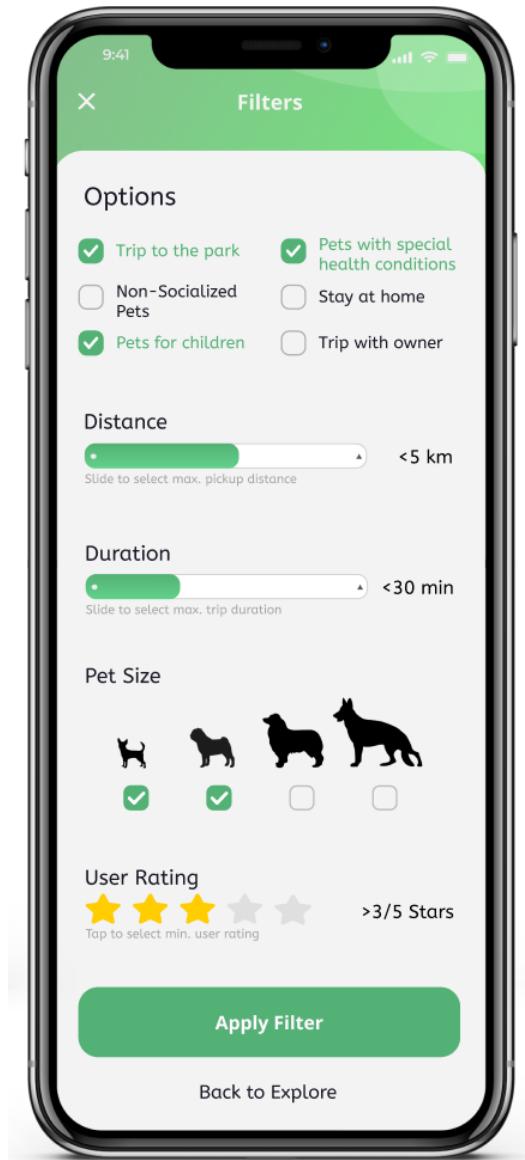 9:41
Filters
Options
Trip to the park
Pets with special
health conditions
Non-Socialized
Pets
Stay at home
Pets for children
Trip with owner
Distance
<5 km
Slide to select max. pickup distance
Duration
<30 min
Slide to select max. trip duration
Pet Size
User Rating
>3/5 Stars
Tap to select min. user rating
Apply Filter
Back to Explore